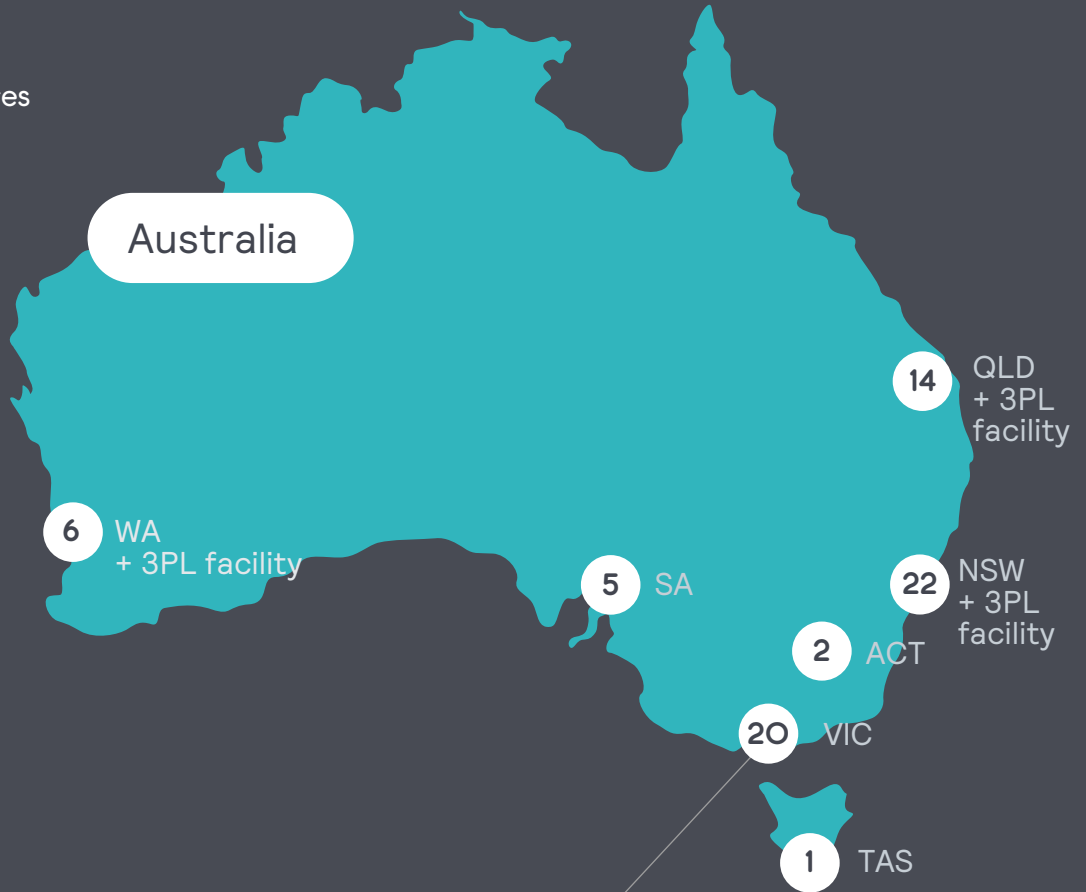 es
Australia
14
QLD
+ 3PL
facility
6
WA
+ 3PL facility
5
SA
22
NSW
+ 3PL
facility
2
ACT
20
VIC
1
TAS